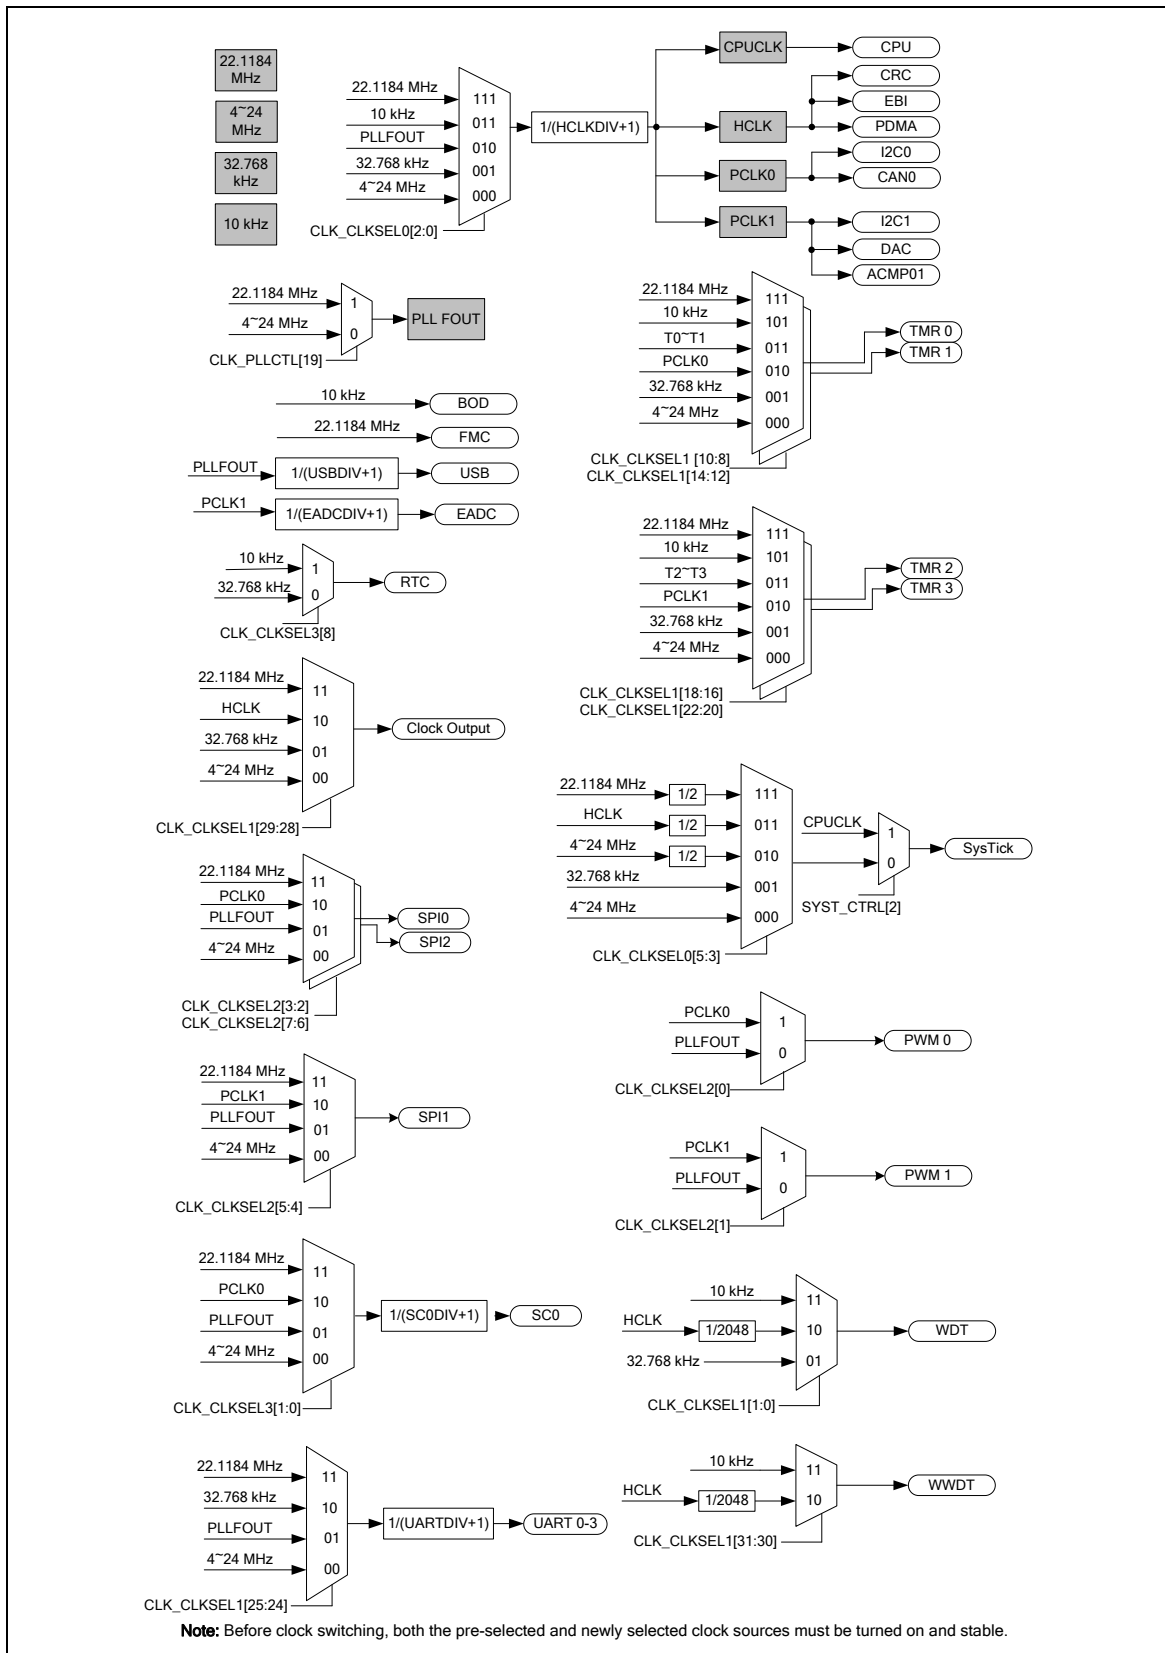 22.1184
MHz
4~24
MHz
32.768
kHz
10 kHz
22.1184 MHz
10 kHz
PLLFOUT
32.768 kHz
4~24 MHz
111
011
010
001
000
CLK_CLKSEL0[2:0]
1/(HCLKDIV+1)
CPUCLK
HCLK
PCLK0
PCLK1
CPU
CRC
EBI
PDMA
I2C0
CAN0
I2C1
DAC
ACMP01
22.1184 MHz
4~24 MHz
1
0
CLK_PLLCTL[19]
PLL FOUT
10 kHz
BOD
22.1184 MHz
FMC
PLLFOUT
1/(USBDIV+1)
USB
PCLK1
1/(EADCDIV+1)
EADC
10 kHz
32.768 kHz
1
0
RTC
CLK_CLKSEL3[8]
22.1184 MHz
HCLK
32.768 kHz
4~24 MHz
11
10
01
00
Clock Output
CLK_CLKSEL1[29:28]
22.1184 MHz
PCLK0
PLLFOUT
4~24 MHz
11
10
01
00
SPI0
SPI2
CLK_CLKSEL2[3:2]
CLK_CLKSEL2[7:6]
22.1184 MHz
PCLK1
PLLFOUT
4~24 MHz
11
10
01
00
SPI1
CLK_CLKSEL2[5:4]
22.1184 MHz
PCLK0
PLLFOUT
4~24 MHz
11
10
01
00
1/(SC0DIV+1)
SC0
CLK_CLKSEL3[1:0]
22.1184 MHz
32.768 kHz
PLLFOUT
4~24 MHz
11
10
01
00
1/(UARTDIV+1)
UART 0-3
CLK_CLKSEL1[25:24]
22.1184 MHz
10 kHz
T0~T1
PCLK0
32.768 kHz
4~24 MHz
111
101
011
010
001
000
TMR 0
TMR 1
CLK_CLKSEL1 [10:8]
CLK_CLKSEL1[14:12]
22.1184 MHz
10 kHz
T2~T3
PCLK1
32.768 kHz
4~24 MHz
111
101
011
010
001
000
TMR 2
TMR 3
CLK_CLKSEL1[18:16]
CLK_CLKSEL1[22:20]
22.1184 MHz
HCLK
4~24 MHz
32.768 kHz
4~24 MHz
1/2
1/2
1/2
111
011
010
001
000
CLK_CLKSEL0[5:3]
CPUCLK
1
0
SYST_CTRL[2]
SysTick
PCLK0
PLLFOUT
1
0
PWM 0
CLK_CLKSEL2[0]
PCLK1
PLLFOUT
1
0
PWM 1
CLK_CLKSEL2[1]
10 kHz
HCLK
1/2048
32.768 kHz
11
10
01
WDT
CLK_CLKSEL1[1:0]
10 kHz
HCLK
1/2048
11
10
WWDT
CLK_CLKSEL1[31:30]
Note: Before clock switching, both the pre-selected and newly selected clock sources must be turned on and stable.